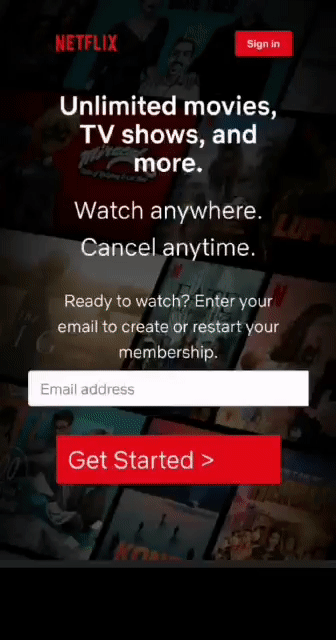 NETFLIX
Sign in
Unlimited movies,
TV shows, and
more.
Watch anywhere.
Cancel anytime.
Ready to watch? Enter your
email to create or restart your
membership.
Email address
Get Started >